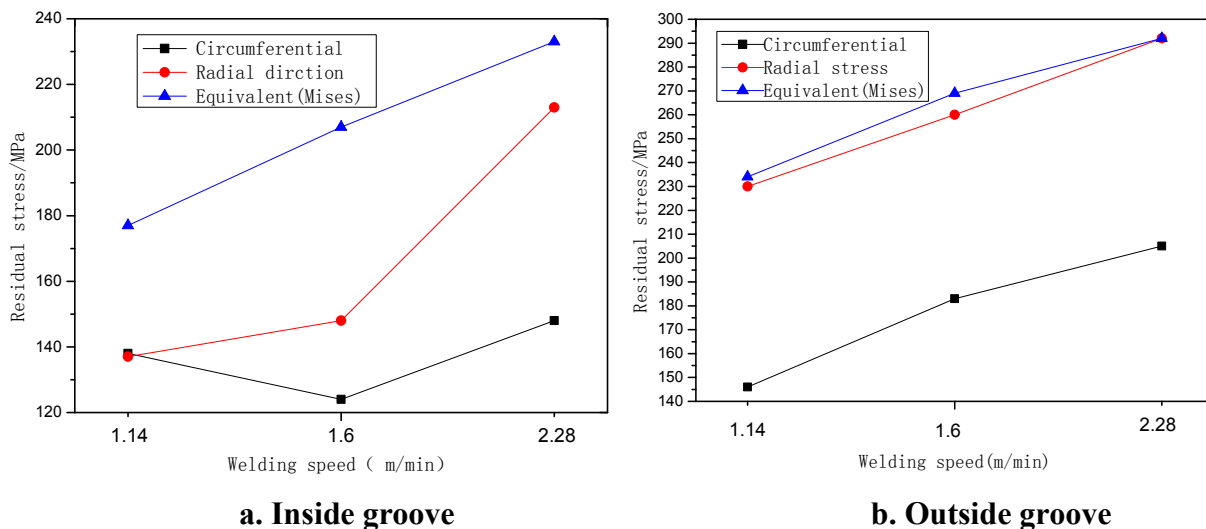 240
220
200
180
160
140
120
Residual stress/MPa
Circumferential
Radial dirction
Equivalent(Mises)
1.14
1.6
2.28
Welding speed ( m/min)
a. Inside groove
300
290
280
270
260
250
240
230
220
210
200
190
180
170
160
150
140
Residual stress/MPa
Circumferential
Radial stress
Equivalent(Mises)
1.14
1.6
2.28
Welding speed(m/min)
b. Outside groove